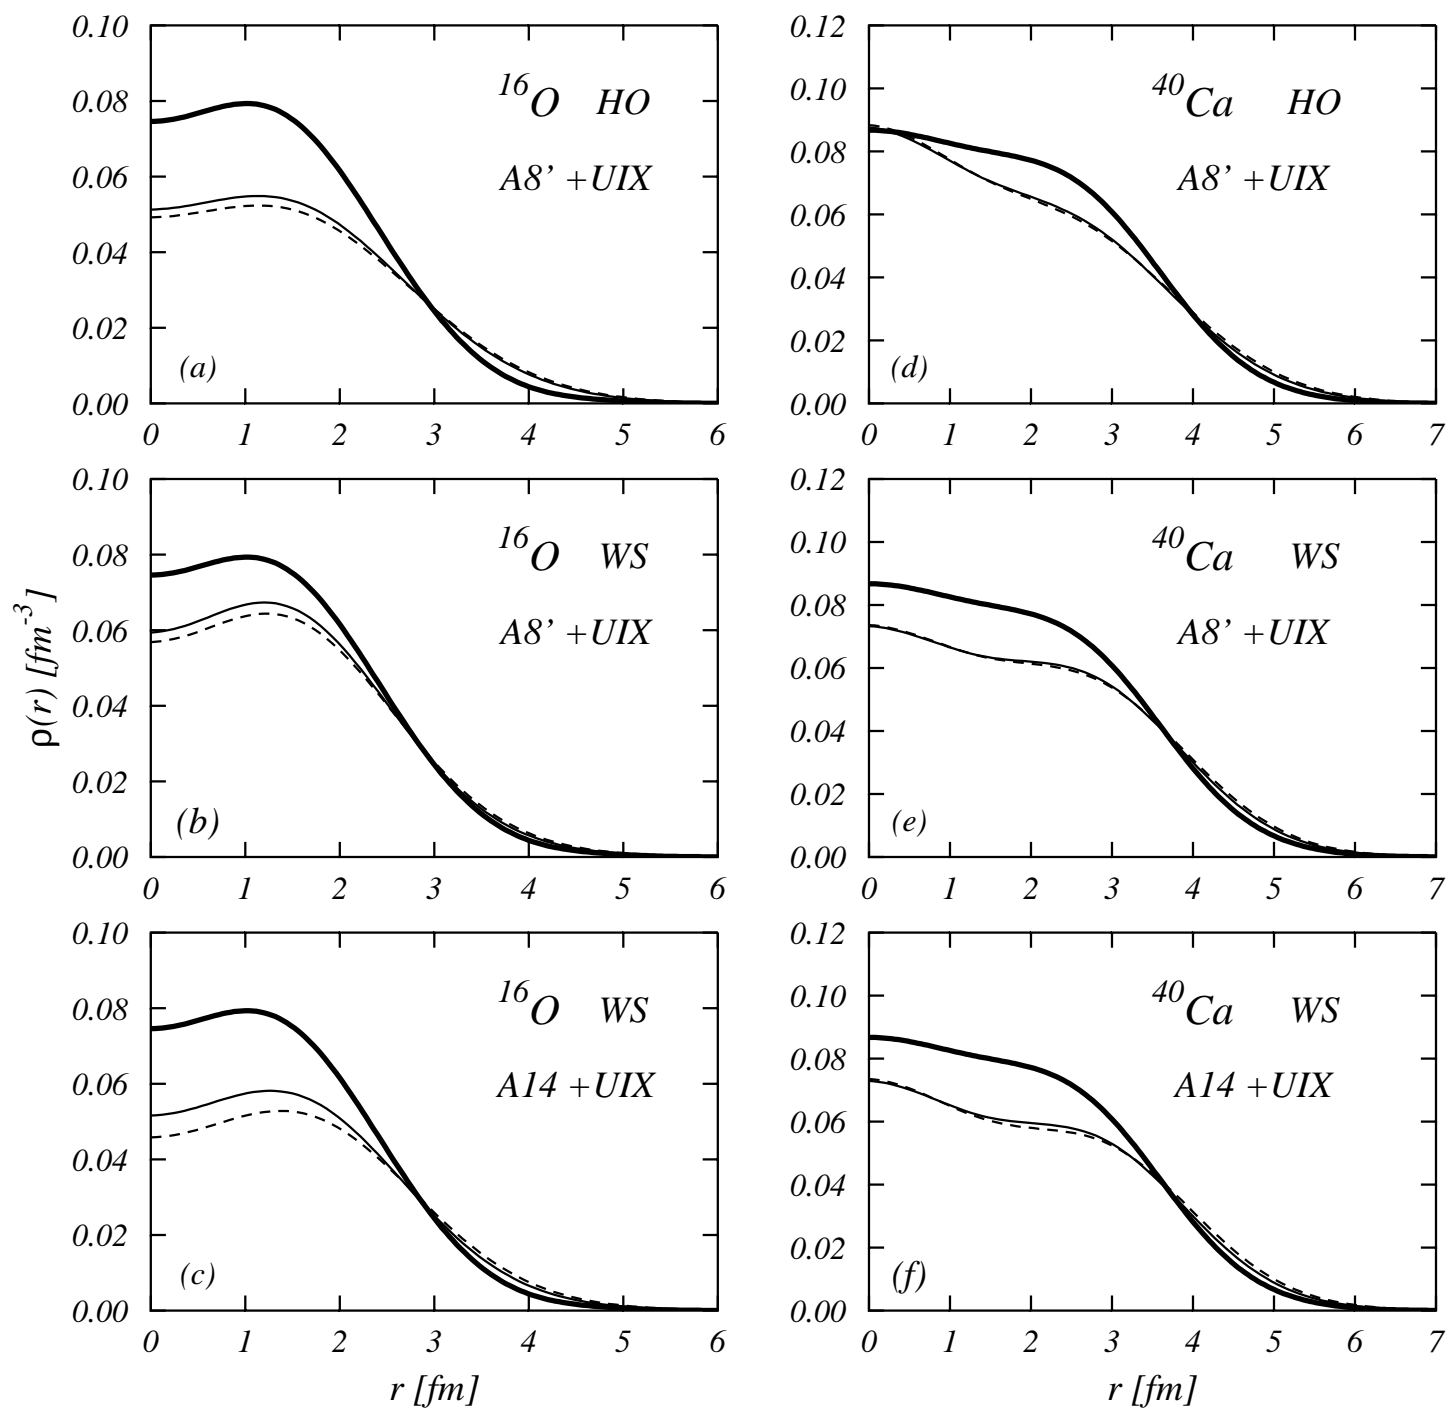 0.10
0.08
0.06
0.04
0.02
0.00
0 1 2 3 4 5 6
16O HO
A8’ +UIX
(a)
0.12
0.10
0.08
0.06
0.04
0.02
0.00
0 1 2 3 4 5 6 7
40Ca HO
A8’ +UIX
(d)
ρ(r) [fm-3]
0.10
0.08
0.06
0.04
0.02
0.00
0 1 2 3 4 5 6
16O WS
A8’ +UIX
(b)
0.12
0.10
0.08
0.06
0.04
0.02
0.00
0 1 2 3 4 5 6 7
40Ca WS
A8’ +UIX
(e)
0.10
0.08
0.06
0.04
0.02
0.00
0 1 2 3 4 5 6
16O WS
A14 +UIX
(c)
r [fm]
0.12
0.10
0.08
0.06
0.04
0.02
0.00
0 1 2 3 4 5 6 7
40Ca WS
A14 +UIX
(f)
r [fm]